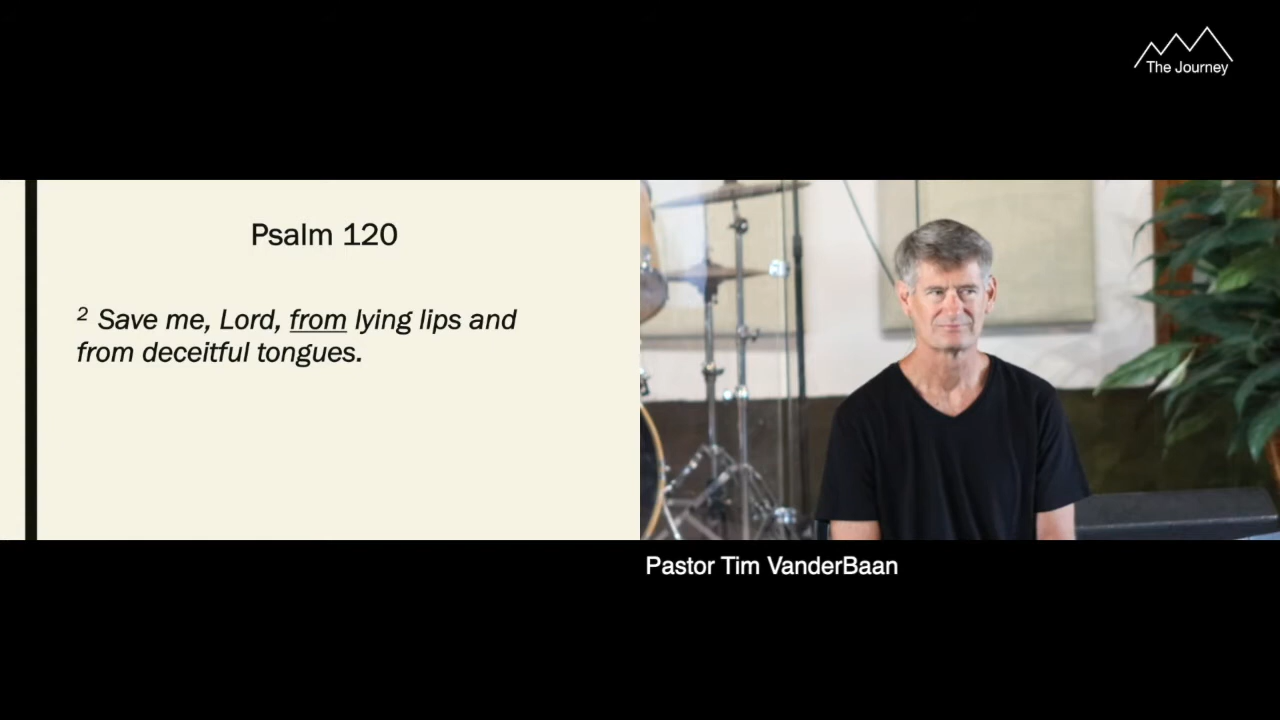 The Journey
Psalm 120
2 Save me, Lord, from lying lips and
from deceitful tongues.
Pastor Tim VanderBaan